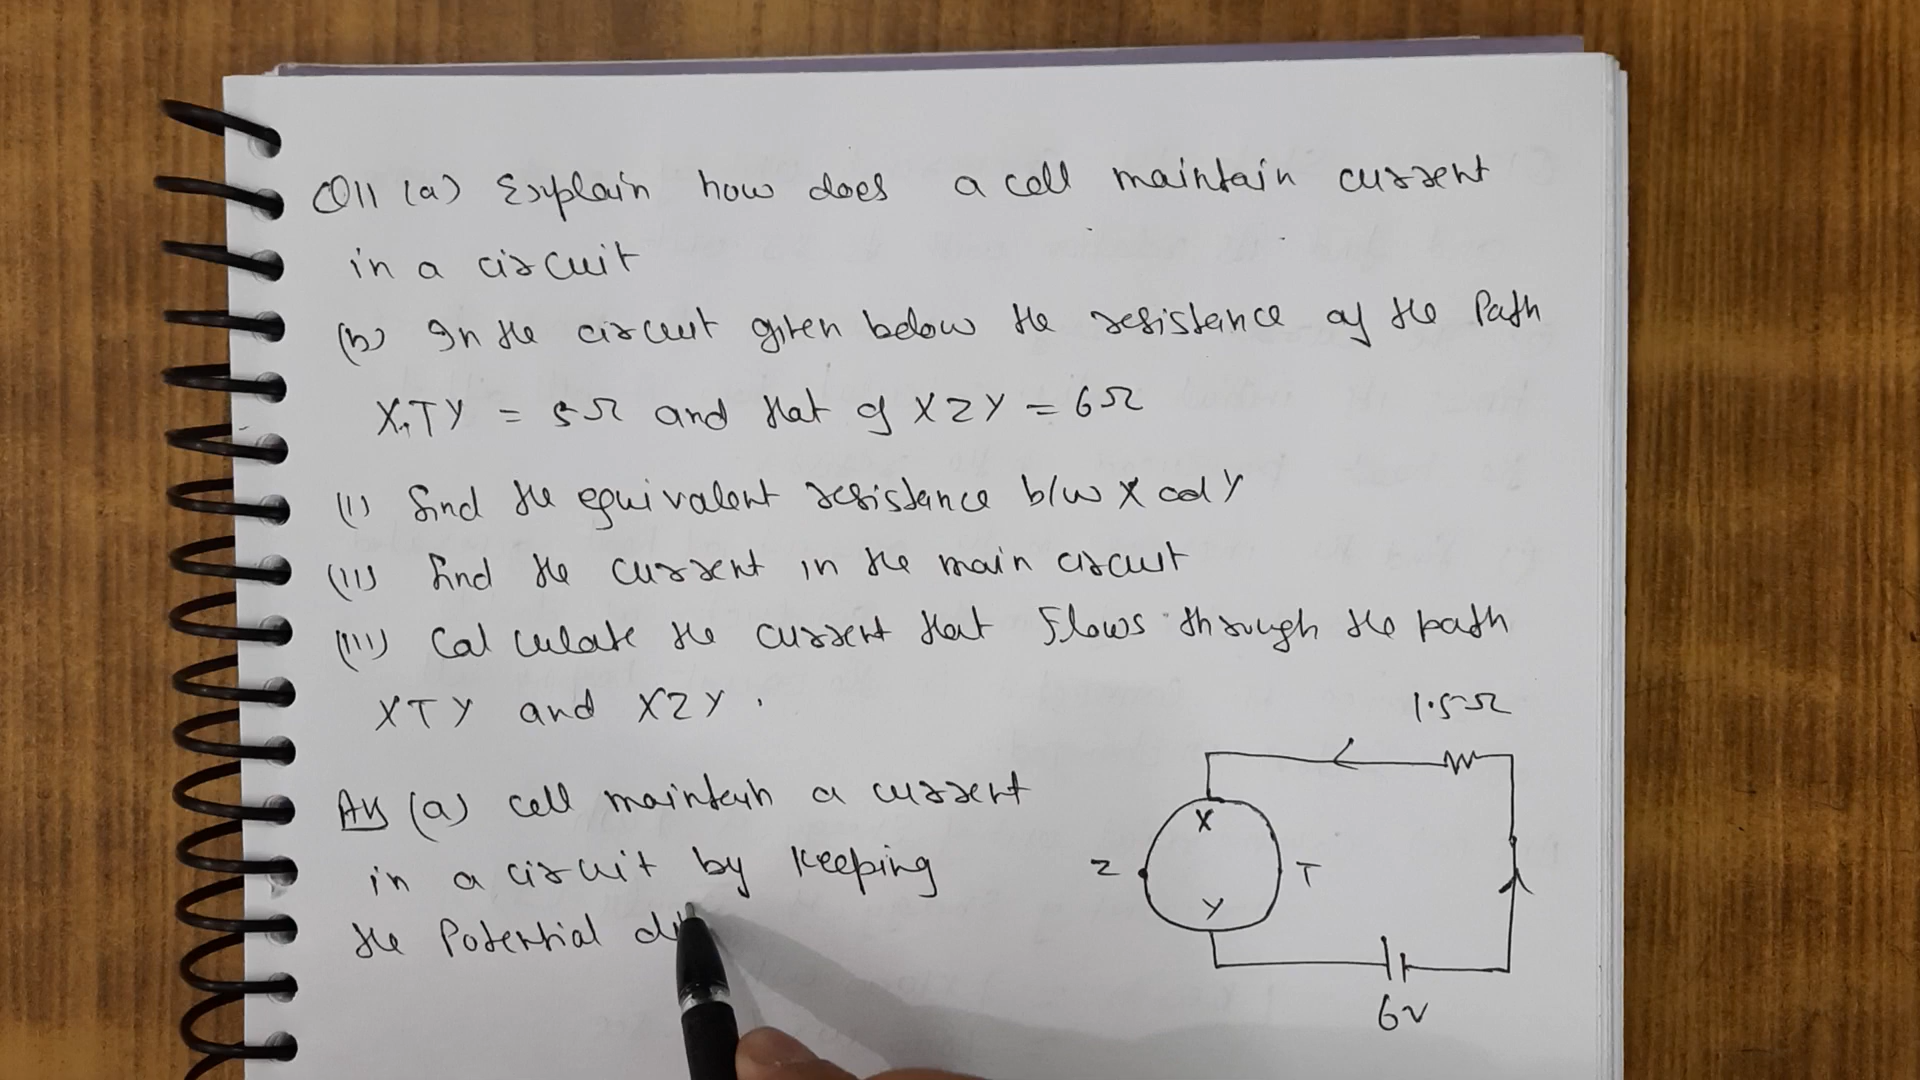 Q11 (a) Explain how does a cell maintain current
in a circuit
(b) In the circuit given below the resistance of the Path
XTY = 5Ω and that of XZY = 6Ω
(i) find the equivalent resistance b/w X and Y
(ii) find the current in the main circuit
(iii) Calculate the current that flows through the path
XTY and XZY.
1.5Ω
Ans (a) cell maintain a current
in a circuit by keeping
the Potential di
X
Z
T
Y
6V